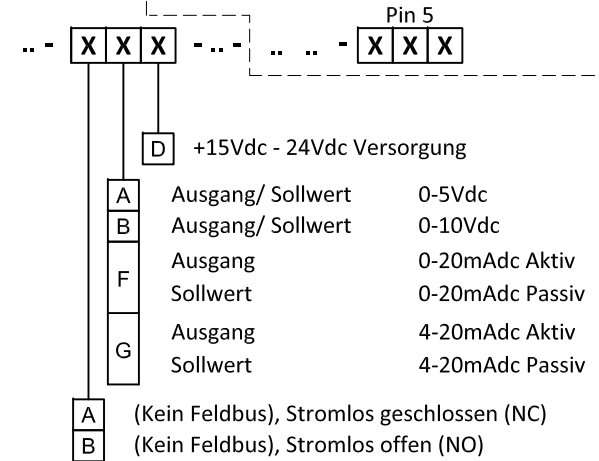 Pin 5
.. - X X X - .. - .. .. - X X X
D +15Vdc - 24Vdc Versorgung
A Ausgang/ Sollwert 0-5Vdc
B Ausgang/ Sollwert 0-10Vdc
F Ausgang 0-20mAdc Aktiv
Sollwert 0-20mAdc Passiv
G Ausgang 4-20mAdc Aktiv
Sollwert 4-20mAdc Passiv
A (Kein Feldbus), Stromlos geschlossen (NC)
B (Kein Feldbus), Stromlos offen (NO)